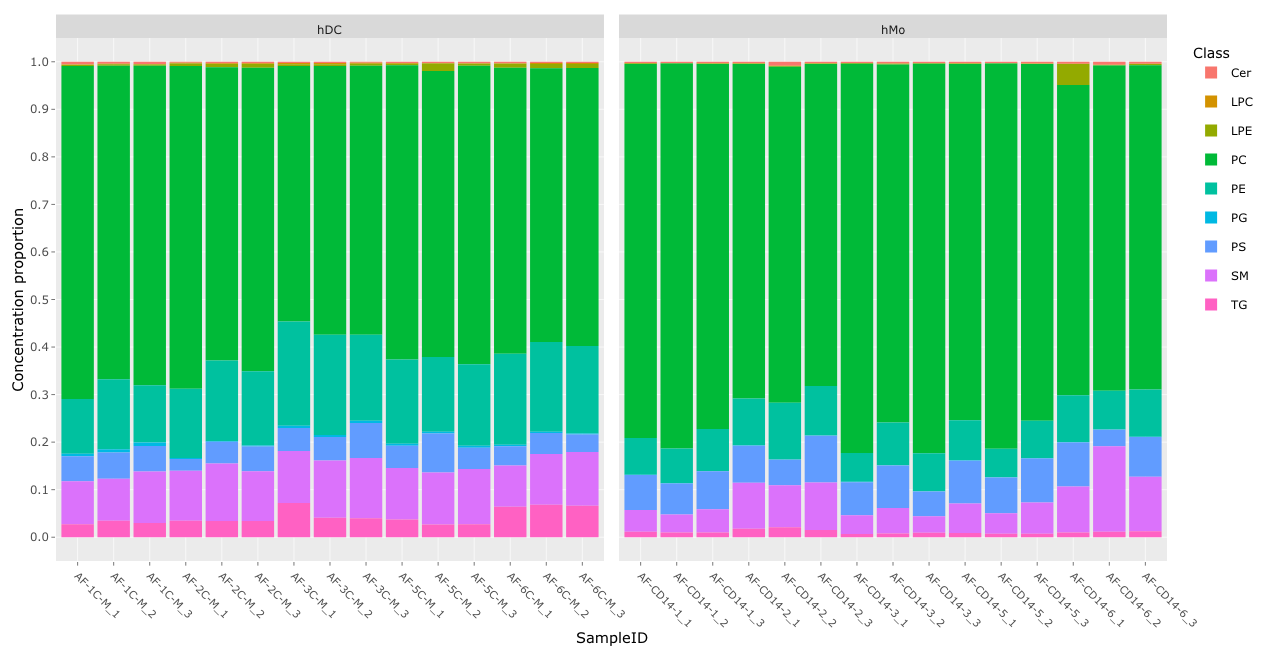 hDC
hMo
Concentration proportion
1.0
0.9
0.8
0.7
0.6
0.5
0.4
0.3
0.2
0.1
0.0
AF-1C-M_1
AF-1C-M_2
AF-1C-M_3
AF-2C-M_1
AF-2C-M_2
AF-2C-M_3
AF-3C-M_1
AF-3C-M_2
AF-3C-M_3
AF-5C-M_1
AF-5C-M_2
AF-5C-M_3
AF-6C-M_1
AF-6C-M_2
AF-6C-M_3
AF-CD14-1_1
AF-CD14-1_2
AF-CD14-1_3
AF-CD14-2_1
AF-CD14-2_2
AF-CD14-2_3
AF-CD14-3_1
AF-CD14-3_2
AF-CD14-3_3
AF-CD14-5_1
AF-CD14-5_2
AF-CD14-5_3
AF-CD14-6_1
AF-CD14-6_2
AF-CD14-6_3
SampleID
Class
Cer
LPC
LPE
PC
PE
PG
PS
SM
TG